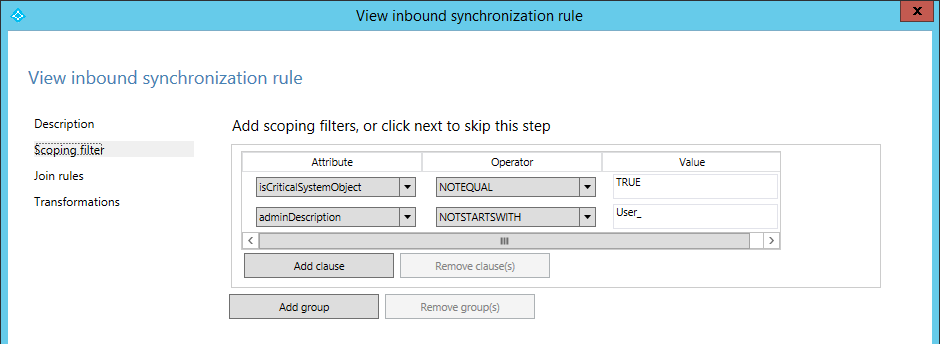 View inbound synchronization rule
X
View inbound synchronization rule
Description
Scoping filter
Join rules
Transformations
Add scoping filters, or click next to skip this step
Attribute Operator Value
isCriticalSystemObject NOTEQUAL TRUE
adminDescription NOTSTARTSWITH User_
Add clause Remove clause(s)
Add group Remove group(s)